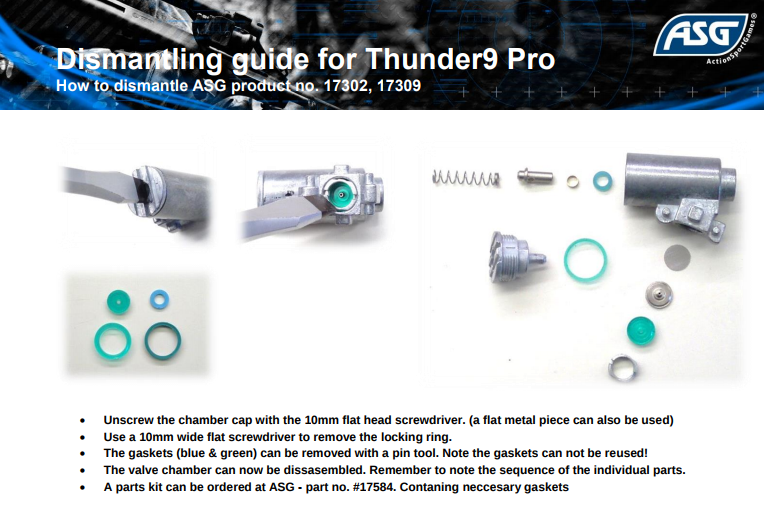 Dismantling guide for Thunder9 Pro
How to dismantle ASG product no. 17302, 17309
ASG
ActionSportGames®
• Unscrew the chamber cap with the 10mm flat head screwdriver. (a flat metal piece can also be used)
• Use a 10mm wide flat screwdriver to remove the locking ring.
• The gaskets (blue & green) can be removed with a pin tool. Note the gaskets can not be reused!
• The valve chamber can now be dissasembled. Remember to note the sequence of the individual parts.
• A parts kit can be ordered at ASG - part no. #17584. Contaning neccesary gaskets